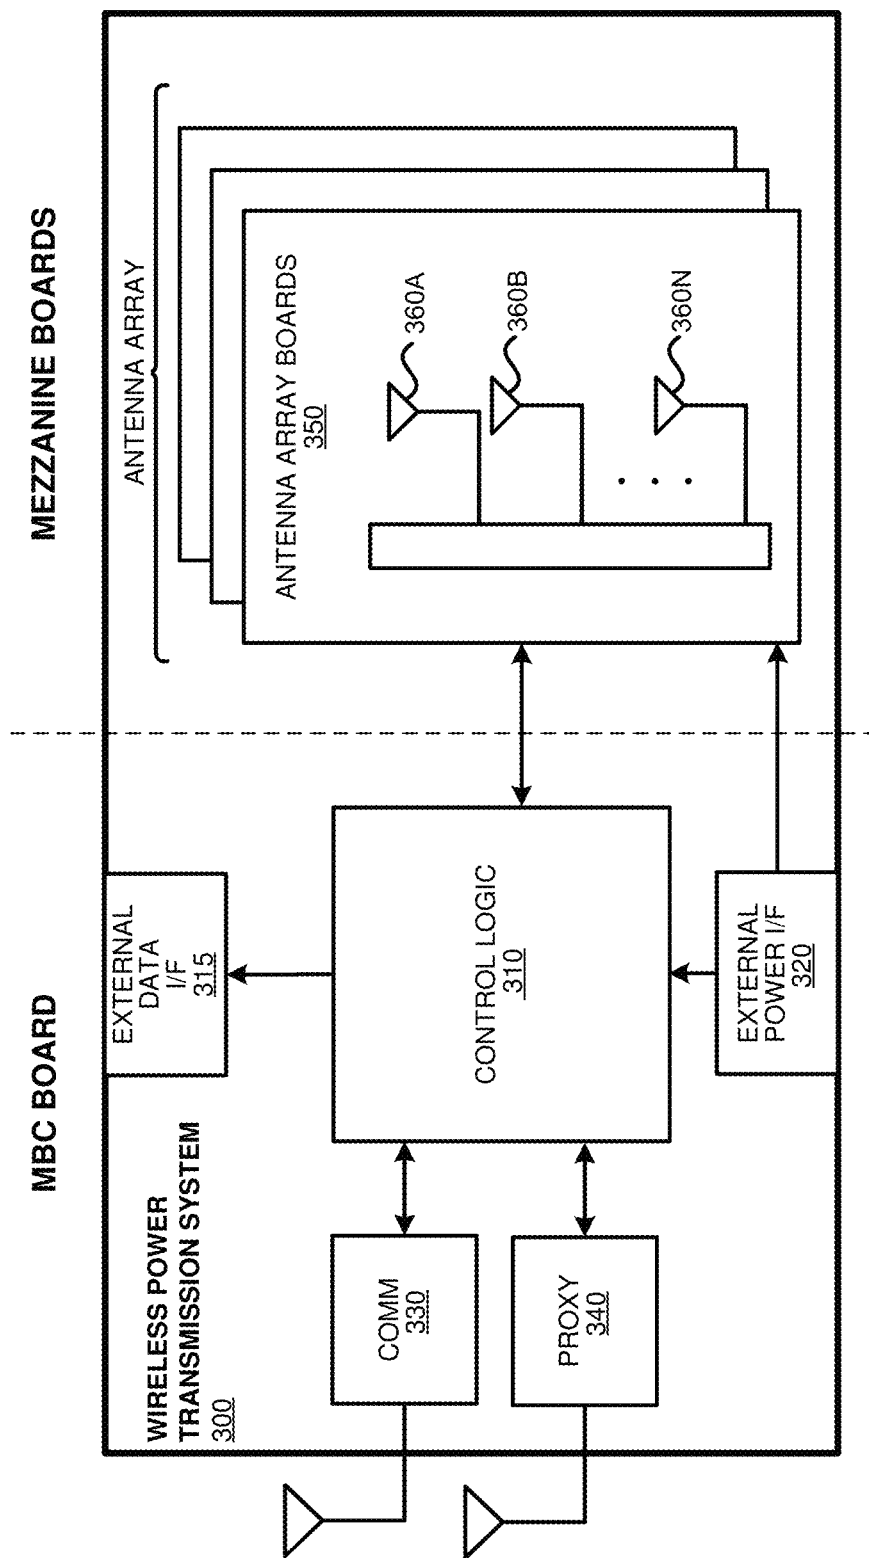 MBC BOARD
MEZZANINE BOARDS
WIRELESS POWER
TRANSMISSION SYSTEM
300
EXTERNAL
DATA
I/F
315
ANTENNA ARRAY
COMM
330
PROXY
340
CONTROL LOGIC
310
EXTERNAL
POWER I/F
320
ANTENNA ARRAY BOARDS
350
360A
360B
. . .
360N